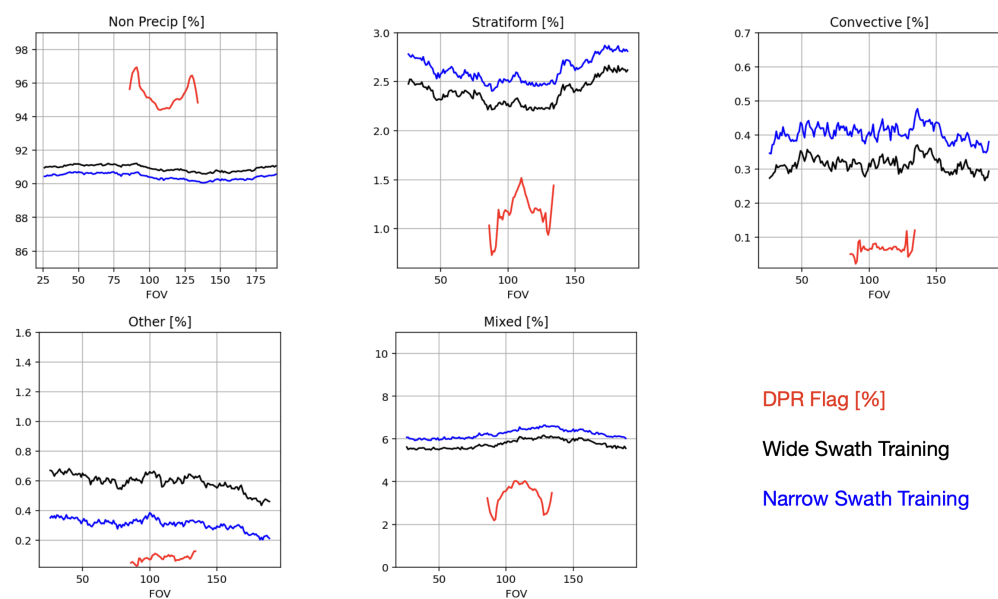 Non Precip [%]
98
96
94
92
90
88
86
25 50 75 100 125 150 175
FOV
Stratiform [%]
3.0
2.5
2.0
1.5
1.0
50 100 150
FOV
Convective [%]
0.7
0.6
0.5
0.4
0.3
0.2
0.1
50 100 150
FOV
Other [%]
1.6
1.4
1.2
1.0
0.8
0.6
0.4
0.2
50 100 150
FOV
Mixed [%]
10
8
6
4
2
0
50 100 150
FOV
DPR Flag [%]
Wide Swath Training
Narrow Swath Training